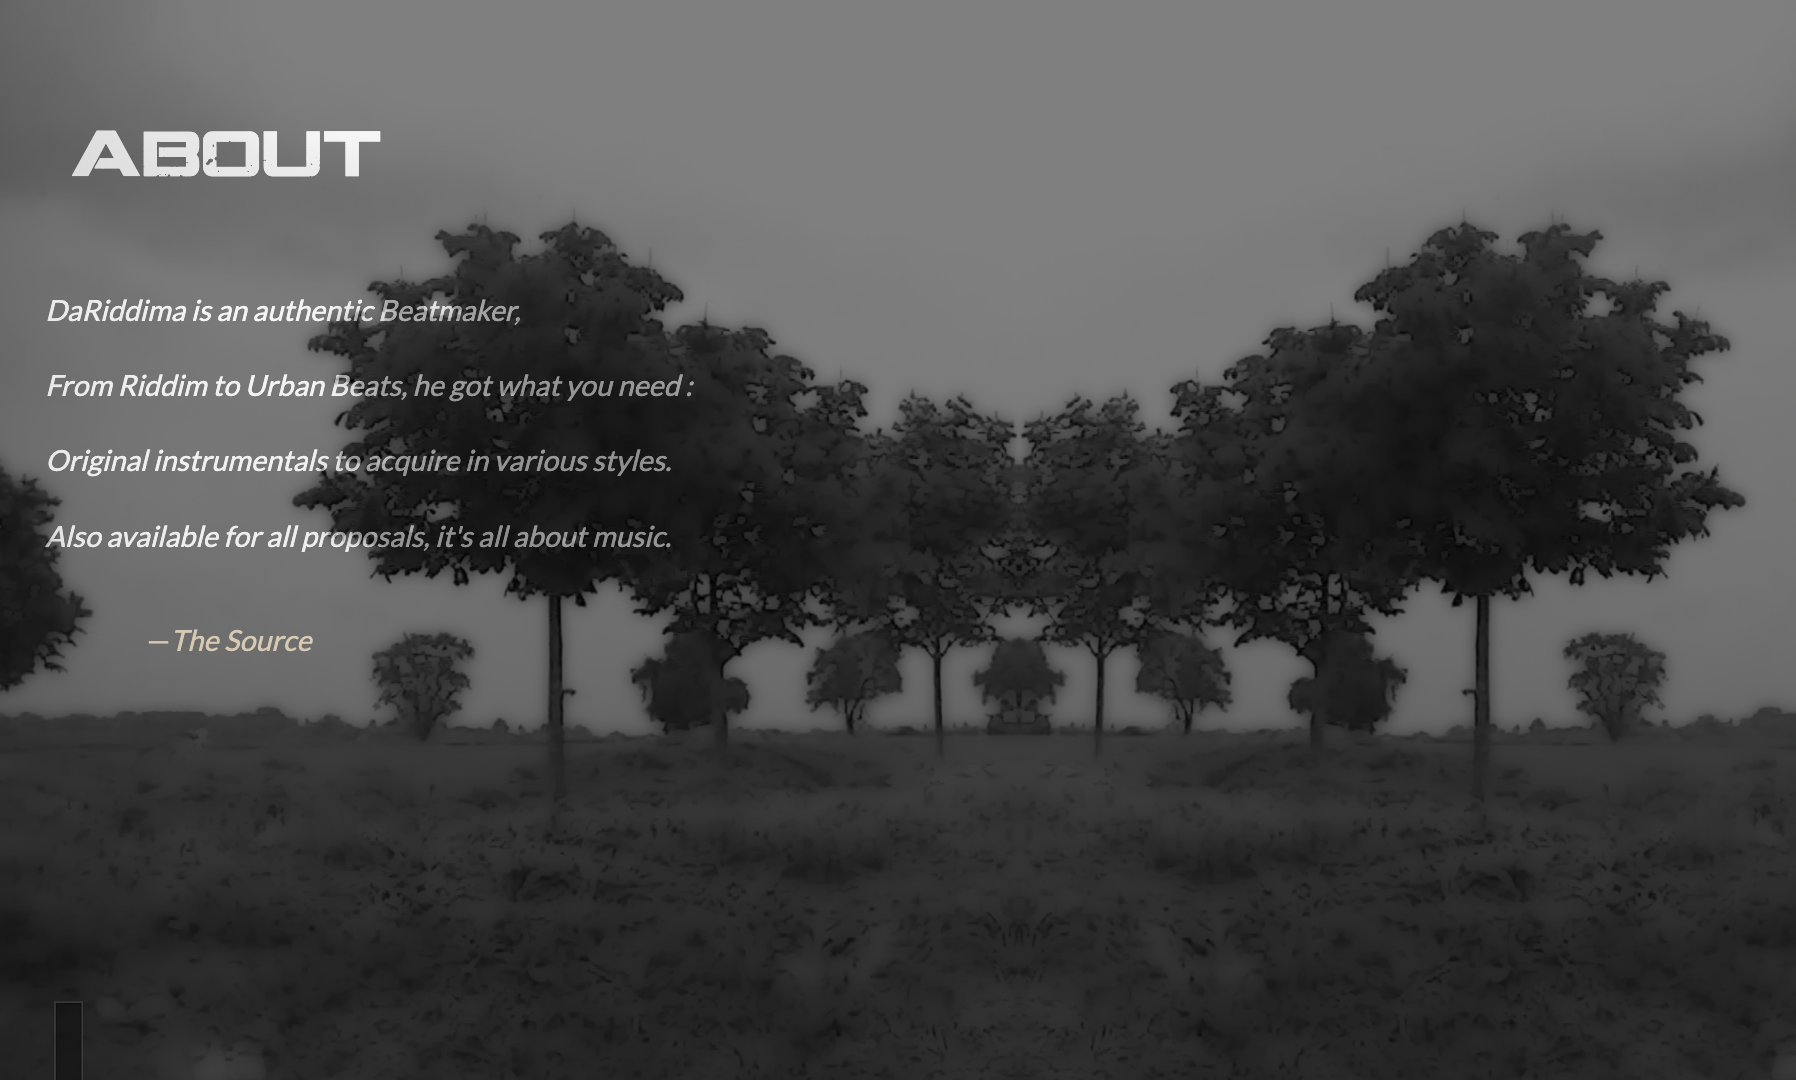 ABOUT
DaRiddima is an authentic Beatmaker,
From Riddim to Urban Beats, he got what you need :
Original instrumentals to acquire in various styles.
Also available for all proposals, it's all about music.
—The Source